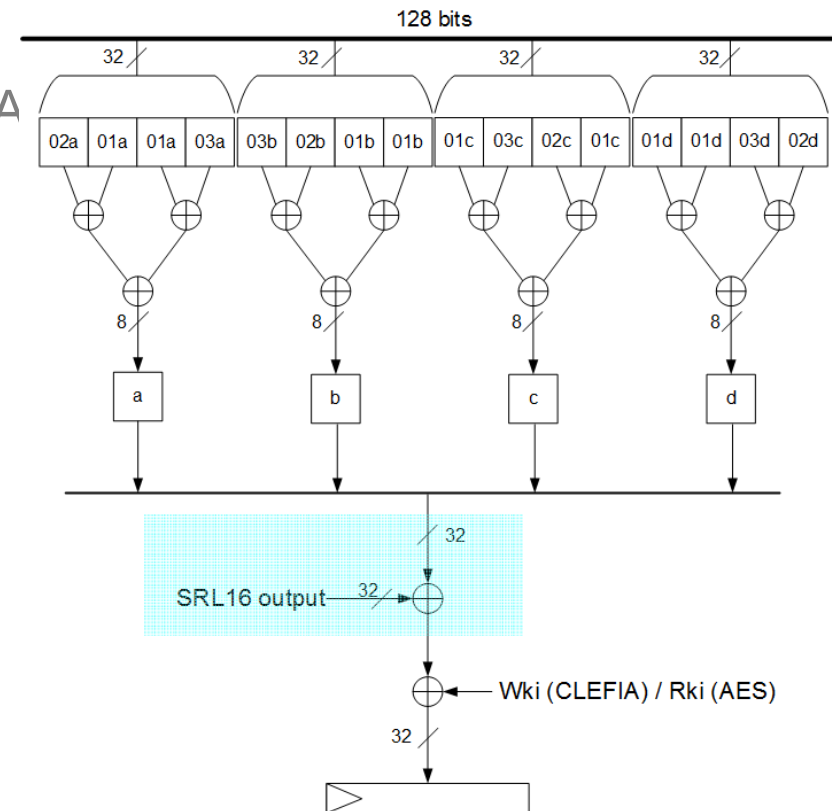 128 bits
32 32 32 32
02a 01a 01a 03a 03b 02b 01b 01b 01c 03c 02c 01c 01d 01d 03d 02d
8 8 8 8
a b c d
32
SRL16 output 32
Wki (CLEFIA) / Rki (AES)
32